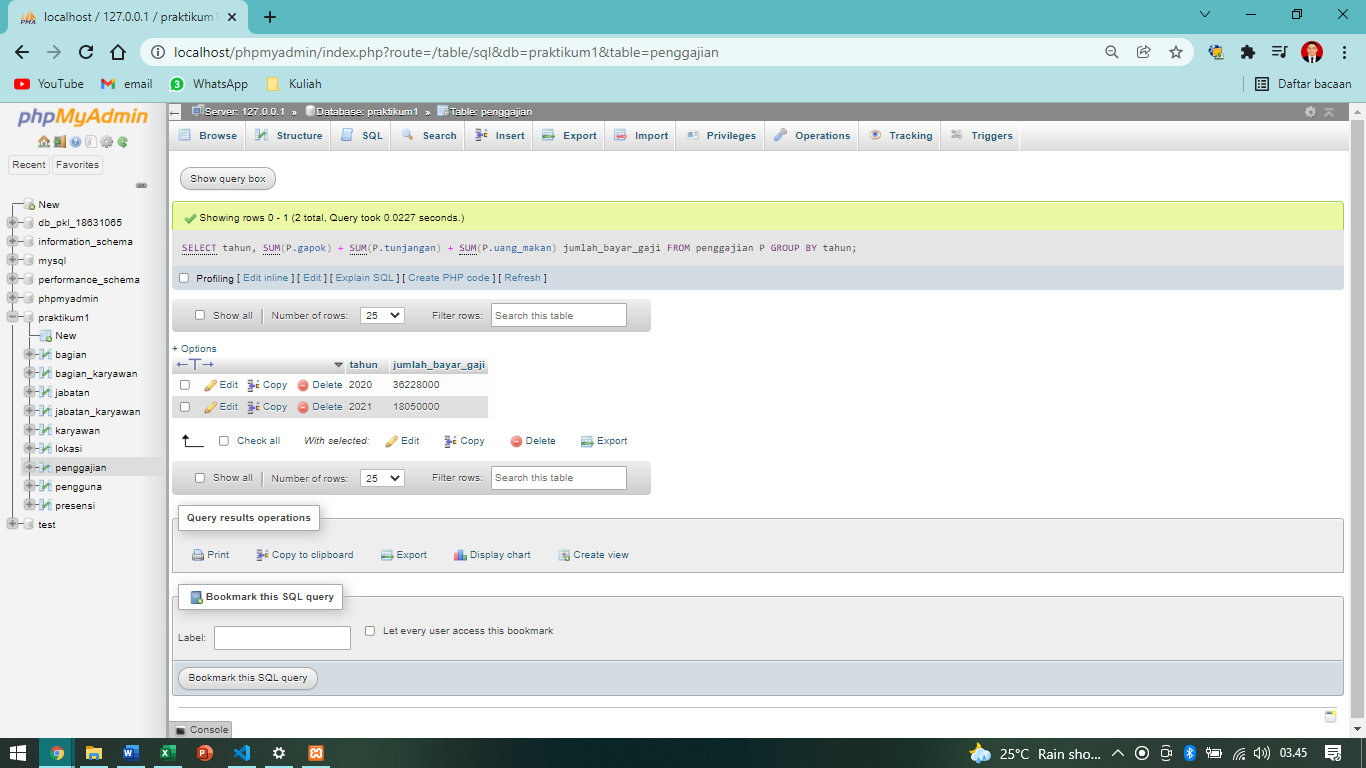 localhost / 127.0.0.1 / praktikum1
localhost/phpmyadmin/index.php?route=/table/sql&db=praktikum1&table=penggajian
YouTube email 3 WhatsApp Kuliah Daftar bacaan
phpMyAdmin
Recent Favorites
New
db_pkl_18631065
information_schema
mysql
performance_schema
phpmyadmin
praktikum1
New
bagian
bagian_karyawan
jabatan
jabatan_karyawan
karyawan
lokasi
penggajian
pengguna
presensi
test
Server: 127.0.0.1 » Database: praktikum1 » Table: penggajian
Browse Structure SQL Search Insert Export Import Privileges Operations Tracking Triggers
Show query box
Showing rows 0 - 1 (2 total, Query took 0.0227 seconds.)
SELECT tahun, SUM(P.gapok) + SUM(P.tunjangan) + SUM(P.uang_makan) jumlah_bayar_gaji FROM penggajian P GROUP BY tahun;
Profiling [ Edit inline ] [ Edit ] [ Explain SQL ] [ Create PHP code ] [ Refresh ]
Show all Number of rows: 25 Filter rows: Search this table
+ Options
tahun jumlah_bayar_gaji
Edit Copy Delete 2020 36228000
Edit Copy Delete 2021 18050000
Check all With selected: Edit Copy Delete Export
Show all Number of rows: 25 Filter rows: Search this table
Query results operations
Print Copy to clipboard Export Display chart Create view
Bookmark this SQL query
Label: Let every user access this bookmark
Bookmark this SQL query
Console
25°C Rain sho... 03.45